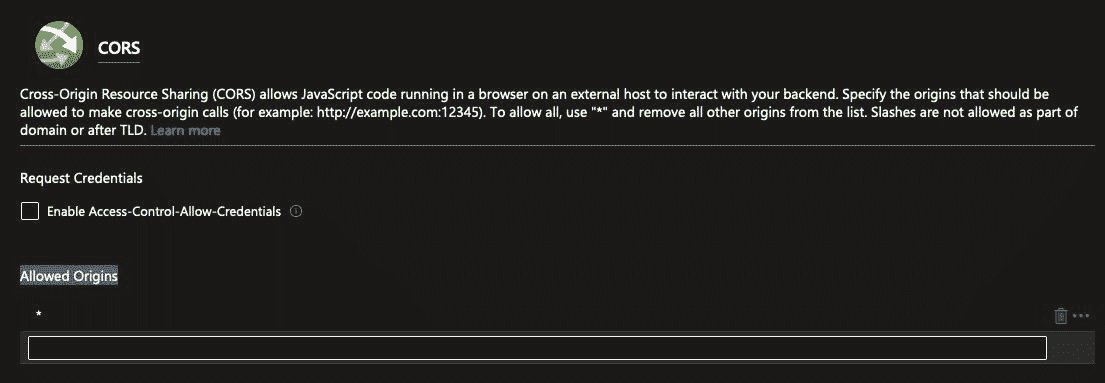 CORS
Cross-Origin Resource Sharing (CORS) allows JavaScript code running in a browser on an external host to interact with your backend. Specify the origins that should be
allowed to make cross-origin calls (for example: http://example.com:12345). To allow all, use "*" and remove all other origins from the list. Slashes are not allowed as part of
domain or after TLD. Learn more
Request Credentials
Enable Access-Control-Allow-Credentials
Allowed Origins
*